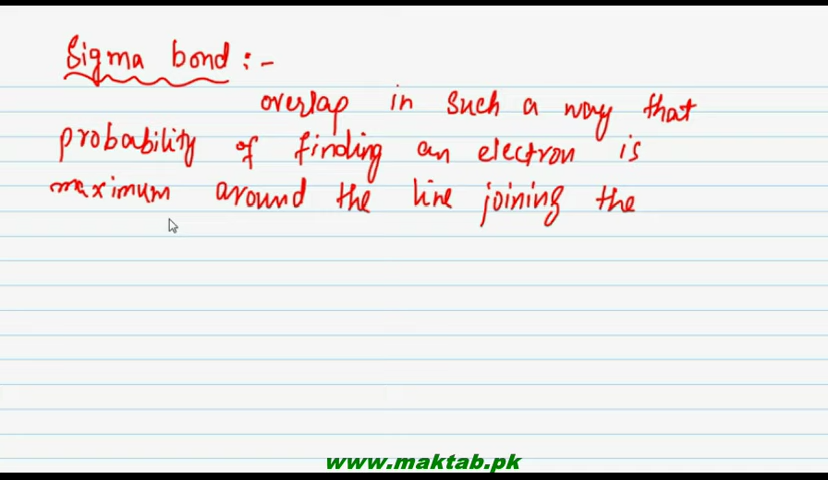 Sigma bond :-
overlap in such a way that
probability of finding an electron is
maximum around the line joining the
www.maktab.pk